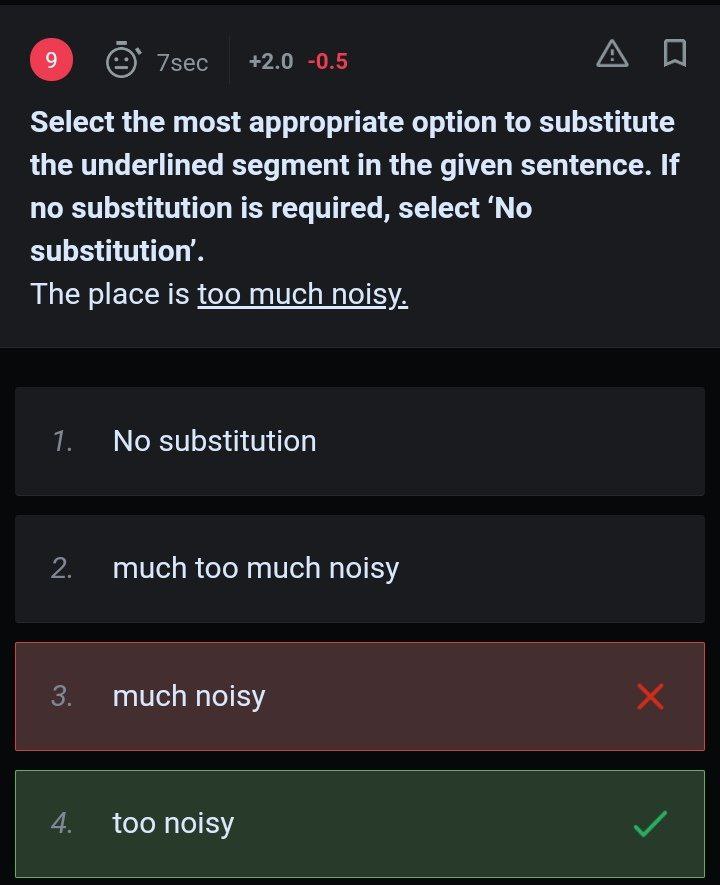 9 7sec +2.0 -0.5
Select the most appropriate option to substitute
the underlined segment in the given sentence. If
no substitution is required, select ‘No
substitution’.
The place is too much noisy.
1. No substitution
2. much too much noisy
3. much noisy
4. too noisy